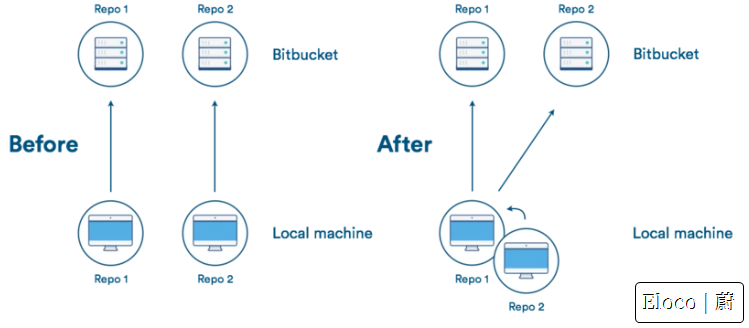 Repo 1
Repo 2
Bitbucket
Before
Local machine
Repo 1
Repo 2
Repo 1
Repo 2
Bitbucket
After
Local machine
Repo 1
Repo 2
Eloco | 蔚